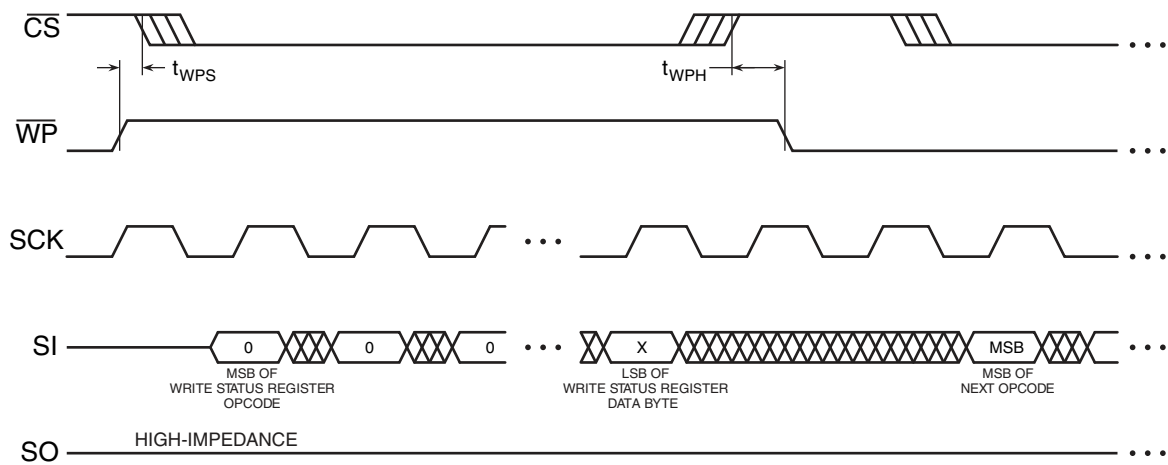 CS
tWPS
tWPH
• • •
WP
• • •
SCK
• • •
• • •
SI
0
0
0
• • •
X
MSB
• • •
MSB OF
WRITE STATUS REGISTER
OPCODE
LSB OF
WRITE STATUS REGISTER
DATA BYTE
MSB OF
NEXT OPCODE
SO
HIGH-IMPEDANCE
• • •